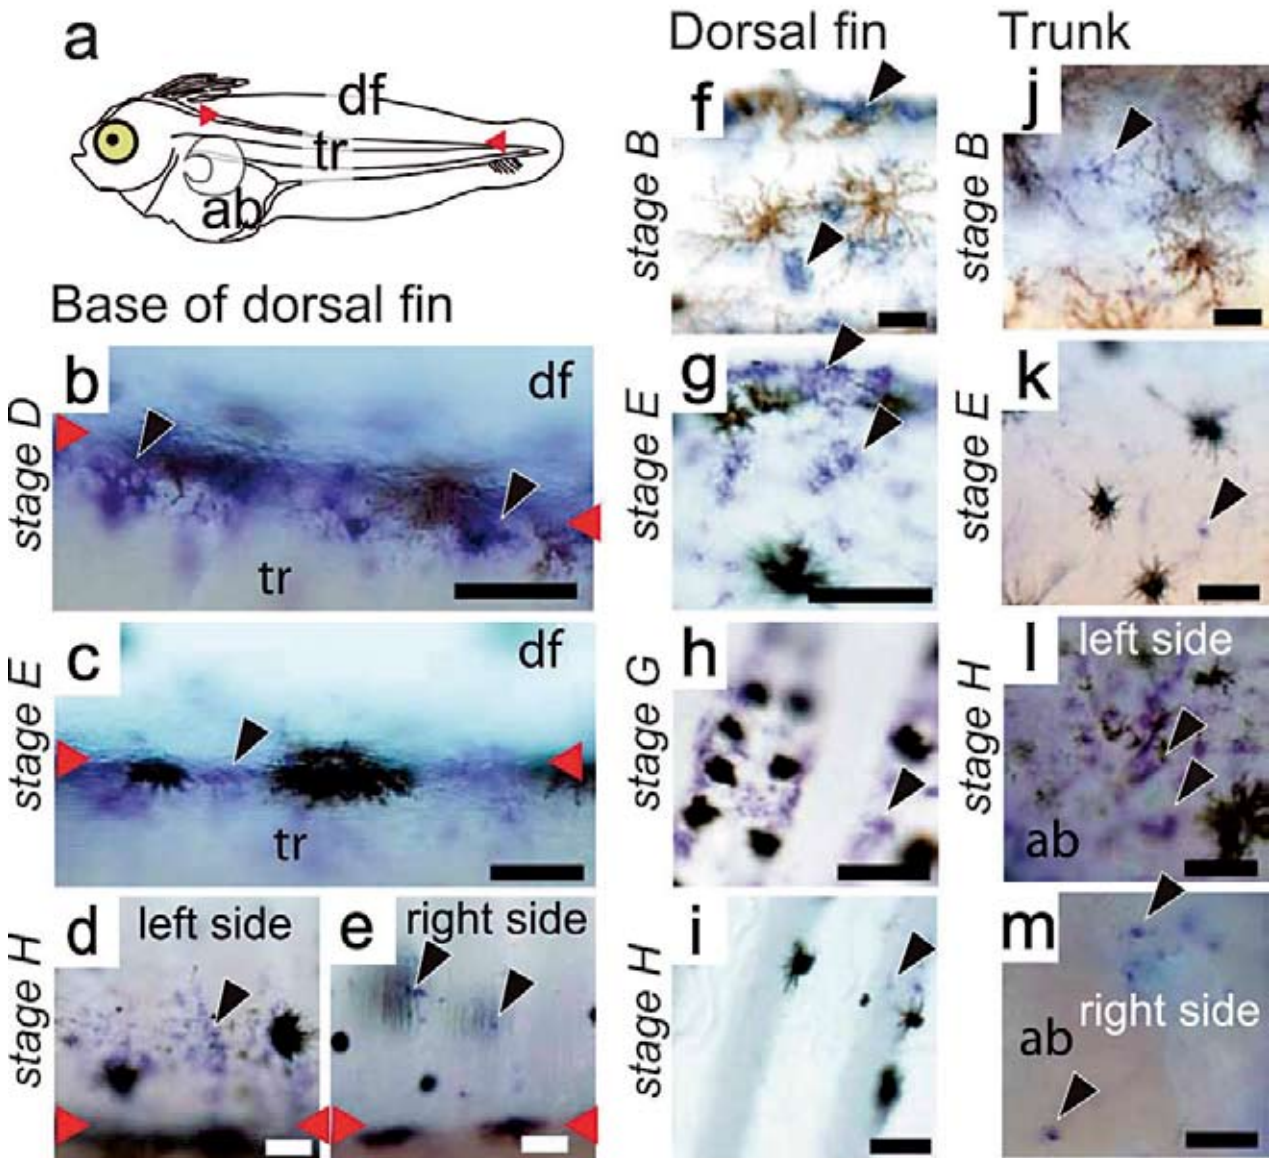 a
df
tr
ab
Base of dorsal fin
stage D
b
df
tr
stage E
c
df
tr
stage H
d
left side
e
right side
Dorsal fin
stage B
f
stage E
g
stage G
h
stage H
i
Trunk
stage B
j
stage E
k
stage H
l
left side
ab
m
right side
ab